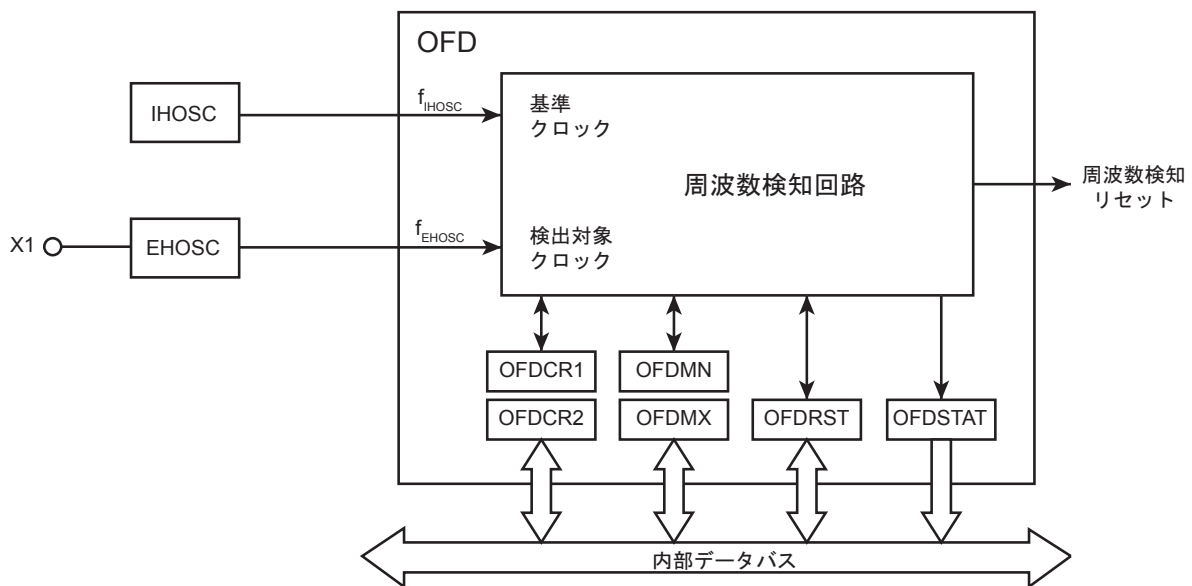 OFD
IHOSC
fIHOSC
基準
クロック
周波数検知回路
周波数検知
リセット
X1
EHOSC
fEHOSC
検出対象
クロック
OFDCR1
OFDMN
OFDCR2
OFDMX
OFDRST
OFDSTAT
内部データバス